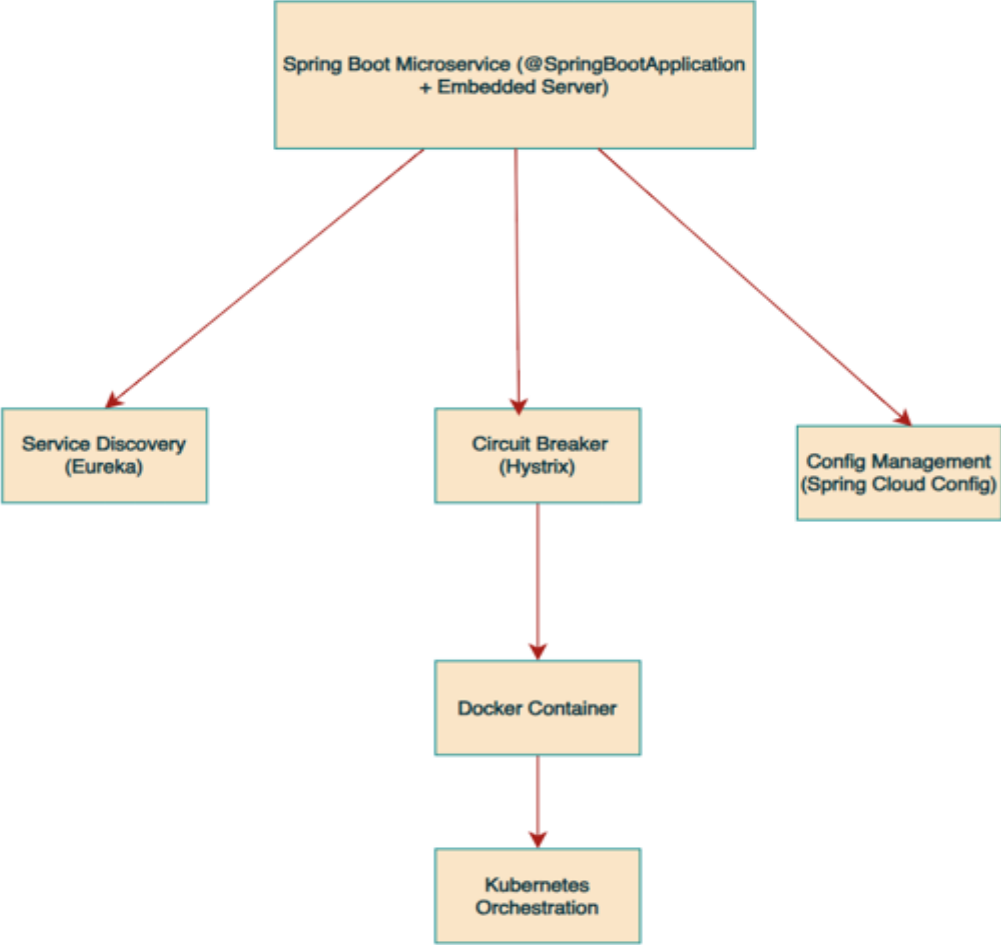 Spring Boot Microservice (@SpringBootApplication
+ Embedded Server)
Service Discovery
(Eureka)
Circuit Breaker
(Hystrix)
Config Management
(Spring Cloud Config)
Docker Container
Kubernetes
Orchestration